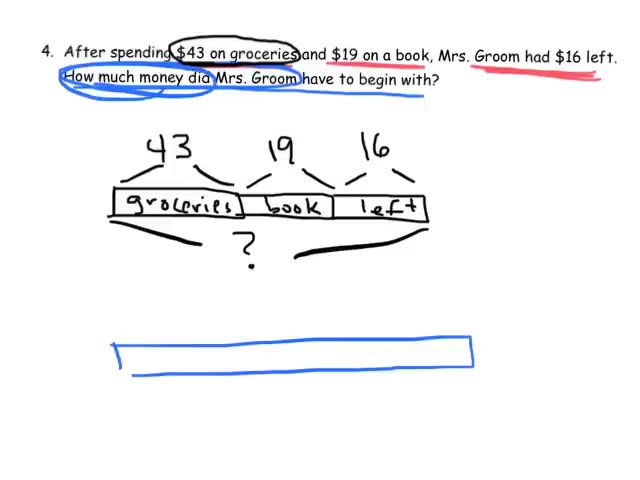 4. After spending $43 on groceries and $19 on a book, Mrs. Groom had $16 left.
How much money did Mrs. Groom have to begin with?
43 19 16
groceries book left
?